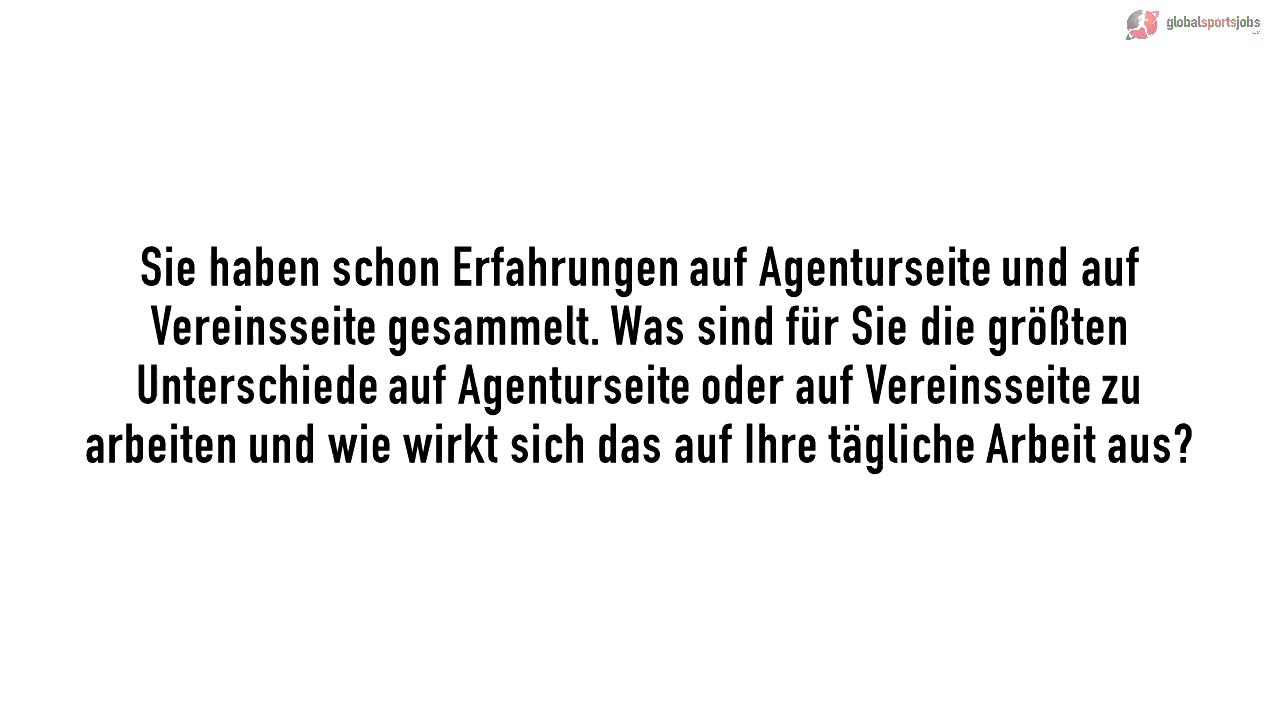 globalsportsjobs
Sie haben schon Erfahrungen auf Agenturseite und auf
Vereinsseite gesammelt. Was sind für Sie die größten
Unterschiede auf Agenturseite oder auf Vereinsseite zu
arbeiten und wie wirkt sich das auf Ihre tägliche Arbeit aus?